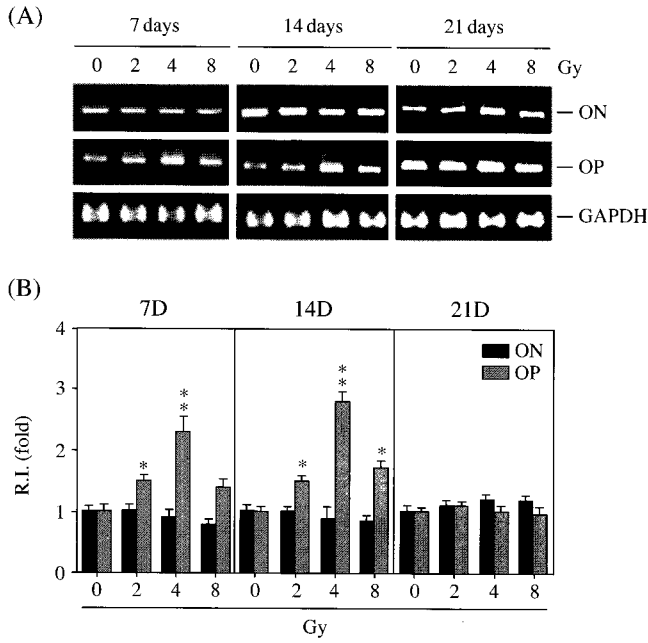 (A)
7 days 14 days 21 days
0 2 4 8 0 2 4 8 0 2 4 8 Gy
ON
OP
GAPDH
(B)
7D 14D 21D
4
3
2
1
0
R.I. (fold)
* ** * ** *
ON
OP
0 2 4 8 0 2 4 8 0 2 4 8
Gy